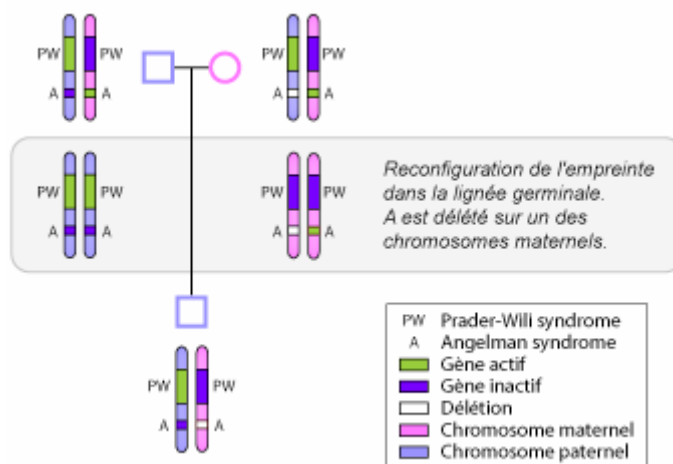 PW PW PW PW
A A A A
PW PW PW PW
A A A A
Reconfiguration de l'empreinte
dans la lignée germinale.
A est délété sur un des
chromosomes maternels.
PW PW
A A
PW Prader-Wili syndrome
A Angelman syndrome
Gène actif
Gène inactif
Délétion
Chromosome maternel
Chromosome paternel